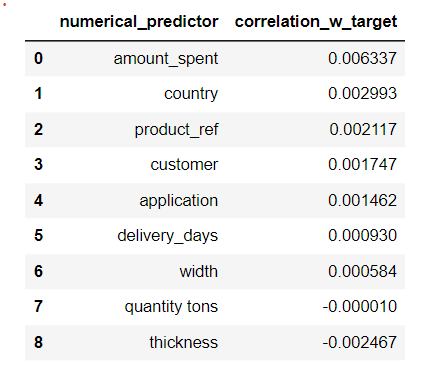 numerical_predictor correlation_w_target
0 amount_spent 0.006337
1 country 0.002993
2 product_ref 0.002117
3 customer 0.001747
4 application 0.001462
5 delivery_days 0.000930
6 width 0.000584
7 quantity tons -0.000010
8 thickness -0.002467